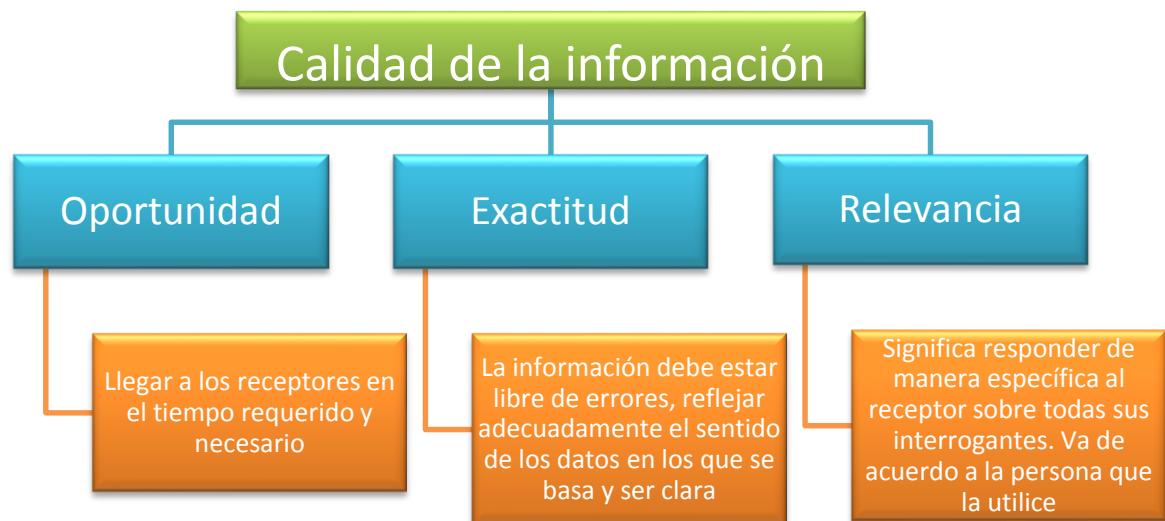 Calidad de la información
Oportunidad
Exactitud
Relevancia
Llegar a los receptores en
el tiempo requerido y
necesario
La información debe estar
libre de errores, reflejar
adecuadamente el sentido
de los datos en los que se
basa y ser clara
Significa responder de
manera específica al
receptor sobre todas sus
interrogantes. Va de
acuerdo a la persona que
la utilice